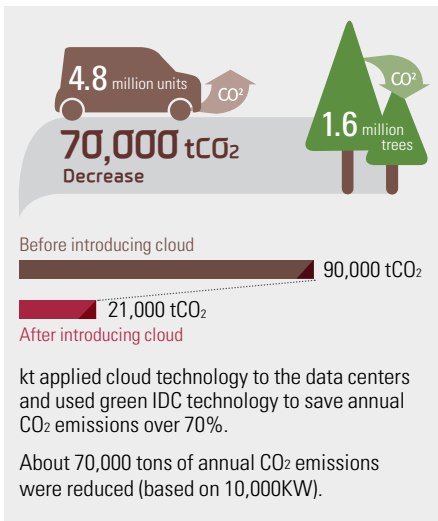 4.8 million units
CO²
CO²
1.6 million
trees
70,000 tCO₂
Decrease
Before introducing cloud
90,000 tCO₂
21,000 tCO₂
After introducing cloud
kt applied cloud technology to the data centers
and used green IDC technology to save annual
CO₂ emissions over 70%.
About 70,000 tons of annual CO₂ emissions
were reduced (based on 10,000KW).